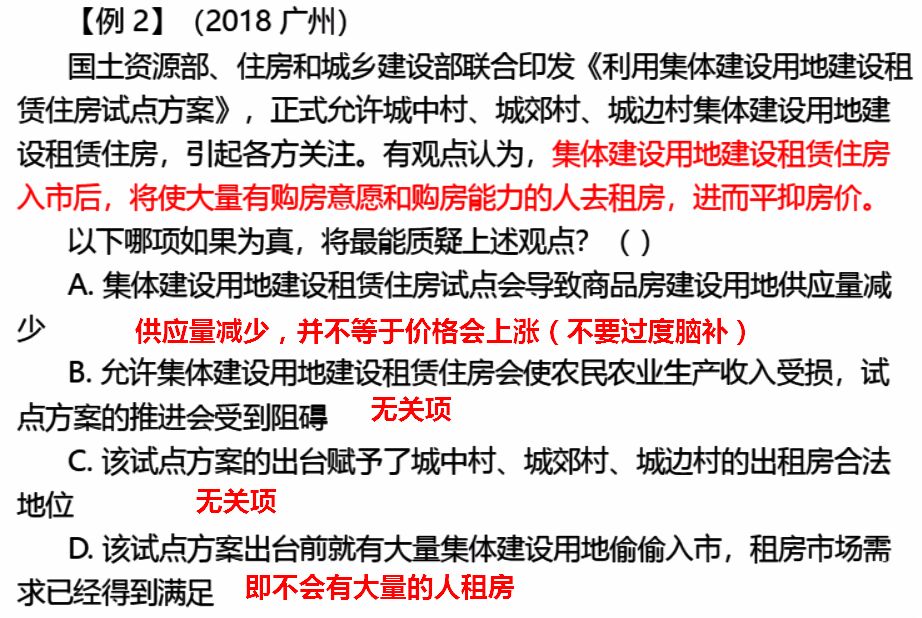 【例 2】（2018 广州）
国土资源部、住房和城乡建设部联合印发《利用集体建设用地建设租
赁住房试点方案》，正式允许城中村、城郊村、城边村集体建设用地建
设租赁住房，引起各方关注。有观点认为，集体建设用地建设租赁住房
入市后，将使大量有购房意愿和购房能力的人去租房，进而平抑房价。
以下哪项如果为真，将最能质疑上述观点？（ ）
A. 集体建设用地建设租赁住房试点会导致商品房建设用地供应量减
少 供应量减少，并不等于价格会上涨（不要过度脑补）
B. 允许集体建设用地建设租赁住房会使农民农业生产收入受损，试
点方案的推进会受到阻碍 无关项
C. 该试点方案的出台赋予了城中村、城郊村、城边村的出租房合法
地位 无关项
D. 该试点方案出台前就有大量集体建设用地偷偷入市，租房市场需
求已经得到满足 即不会有大量的人租房